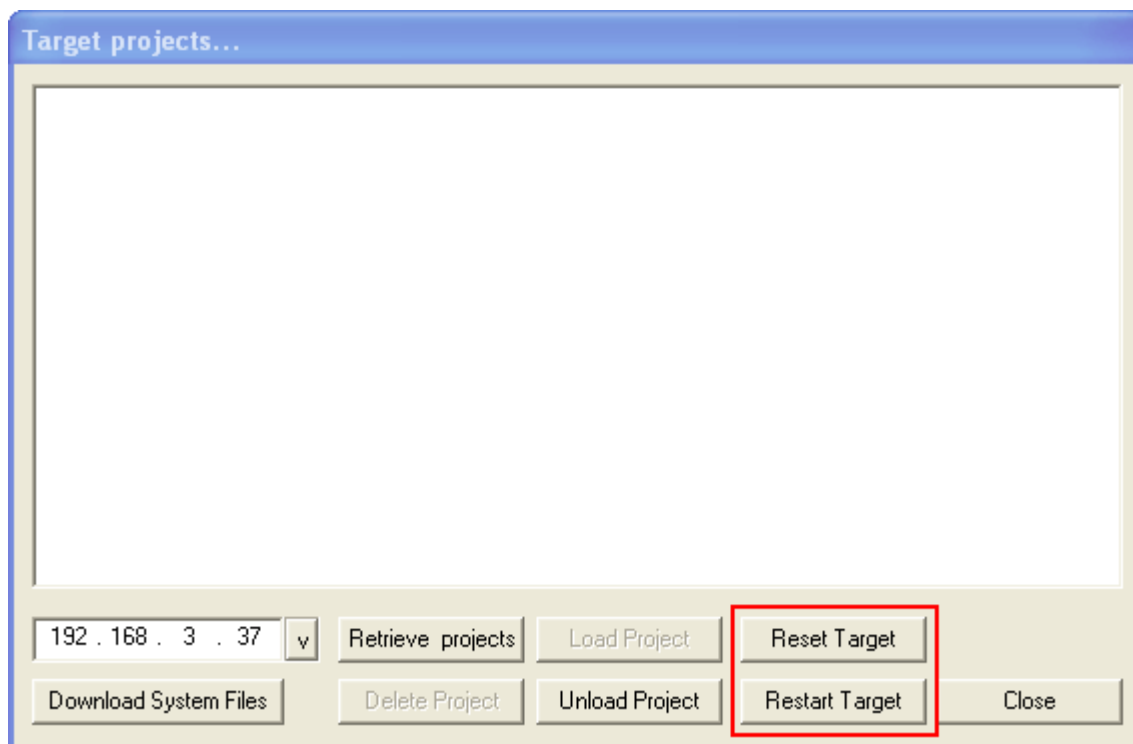 Target projects...
192 . 168 . 3 . 37 v Retrieve projects Load Project Reset Target
Download System Files Delete Project Unload Project Restart Target Close